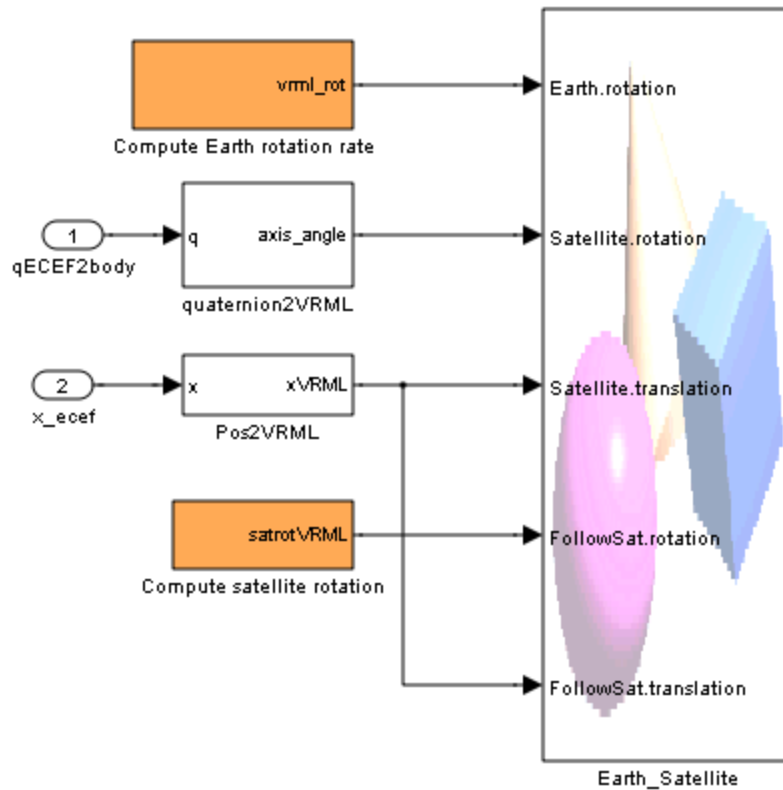 vrml_rot
Earth.rotation
Compute Earth rotation rate
1
q
axis_angle
Satellite.rotation
qECEF2body
quaternion2VRML
2
x
xVRML
Satellite.translation
x_ecef
Pos2VRML
satrotVRML
FollowSat.rotation
Compute satellite rotation
FollowSat.translation
Earth_Satellite